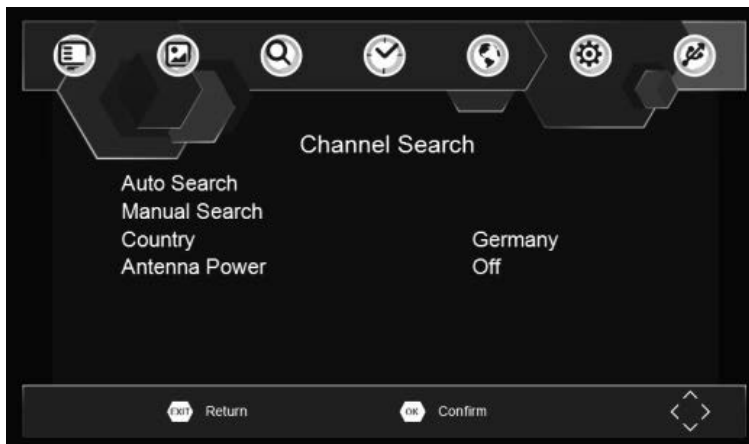 Channel Search
Auto Search
Manual Search
Country Germany
Antenna Power Off
EXIT Return OK Confirm